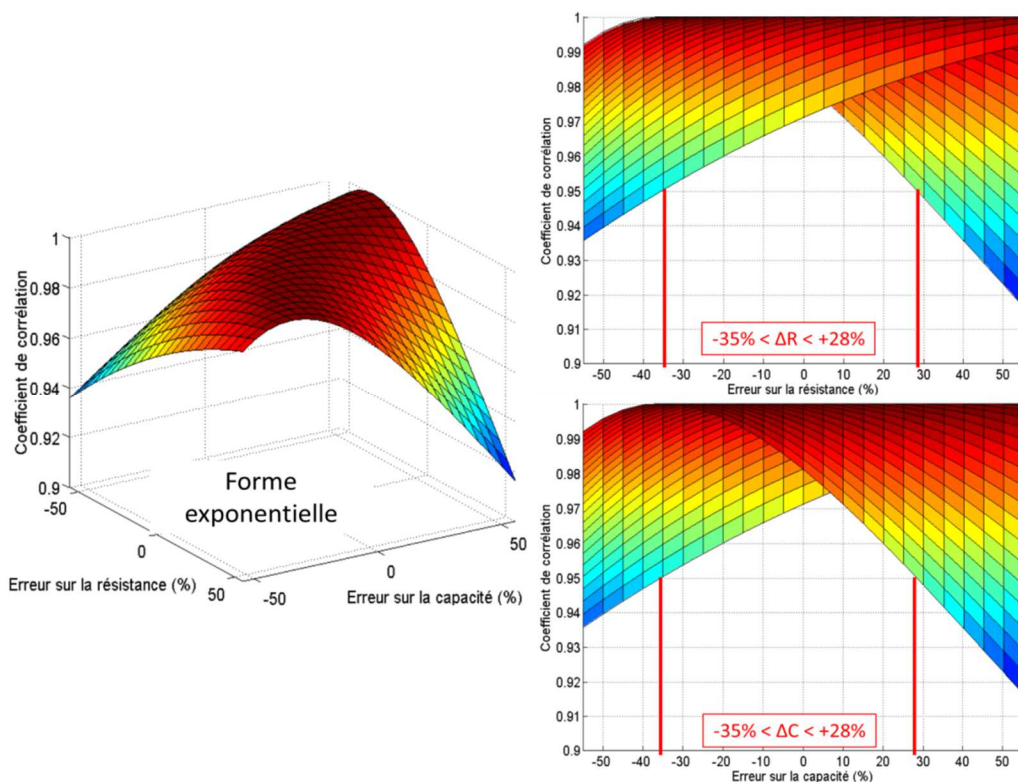 1
0.98
0.96
0.94
0.92
0.9
Coefficient de corrélation
-50
0
50
Erreur sur la résistance (%)
-50
0
50
Erreur sur la capacité (%)
Forme
exponentielle
1
0.99
0.98
0.97
0.96
0.95
0.94
0.93
0.92
0.91
0.9
Coefficient de corrélation
-35% < ΔR < +28%
-50 -40 -30 -20 -10 0 10 20 30 40 50
Erreur sur la résistance (%)
1
0.99
0.98
0.97
0.96
0.95
0.94
0.93
0.92
0.91
0.9
Coefficient de corrélation
-35% < ΔC < +28%
-50 -40 -30 -20 -10 0 10 20 30 40 50
Erreur sur la capacité (%)